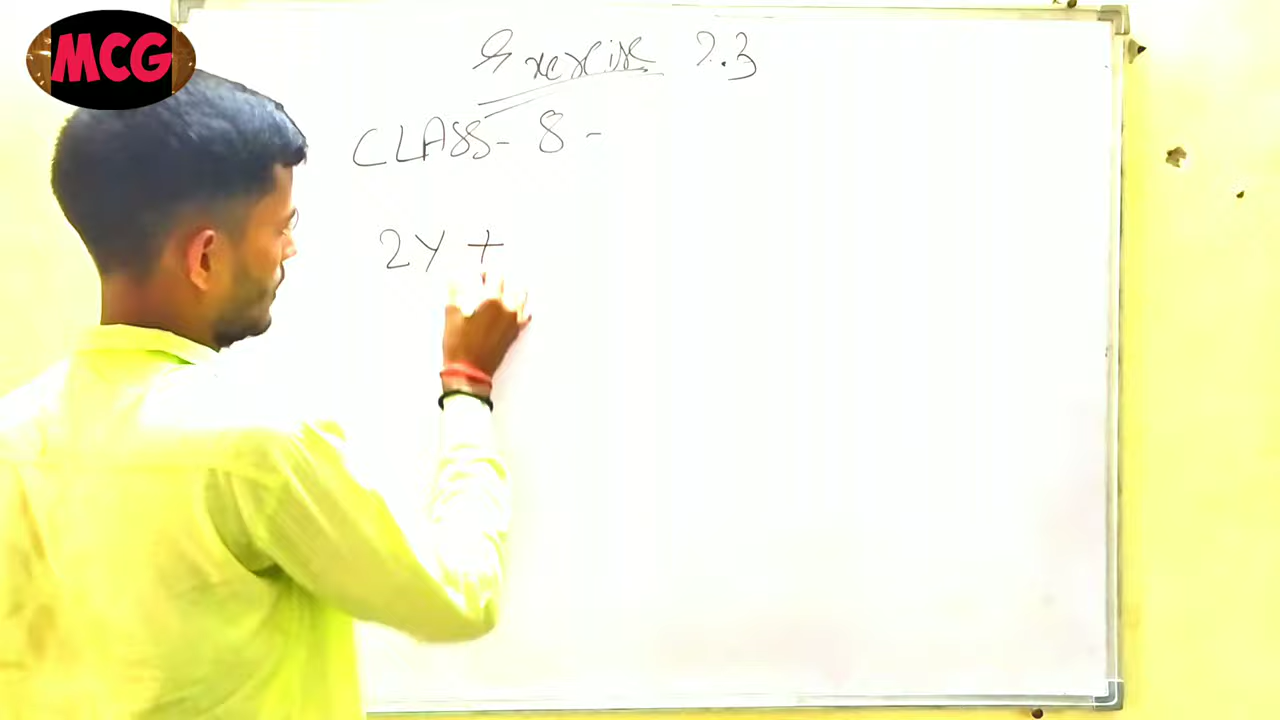 MCG
Exercise 2.3
CLASS- 8 -
2y +